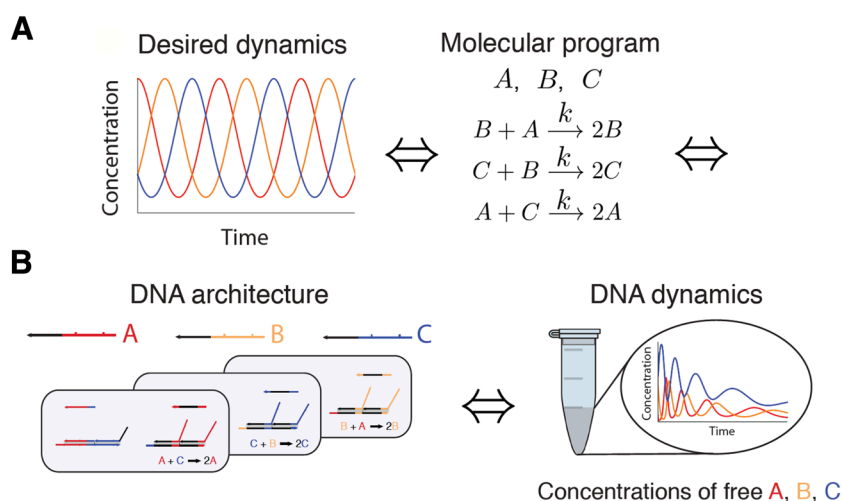 A
Desired dynamics
Concentration
Time
Molecular program
A, B, C
B + A —k→ 2B
C + B —k→ 2C
A + C —k→ 2A
B
DNA architecture
A
B
C
A + C → 2A
C + B → 2C
B + A → 2B
DNA dynamics
Concentration
Time
Concentrations of free A, B, C